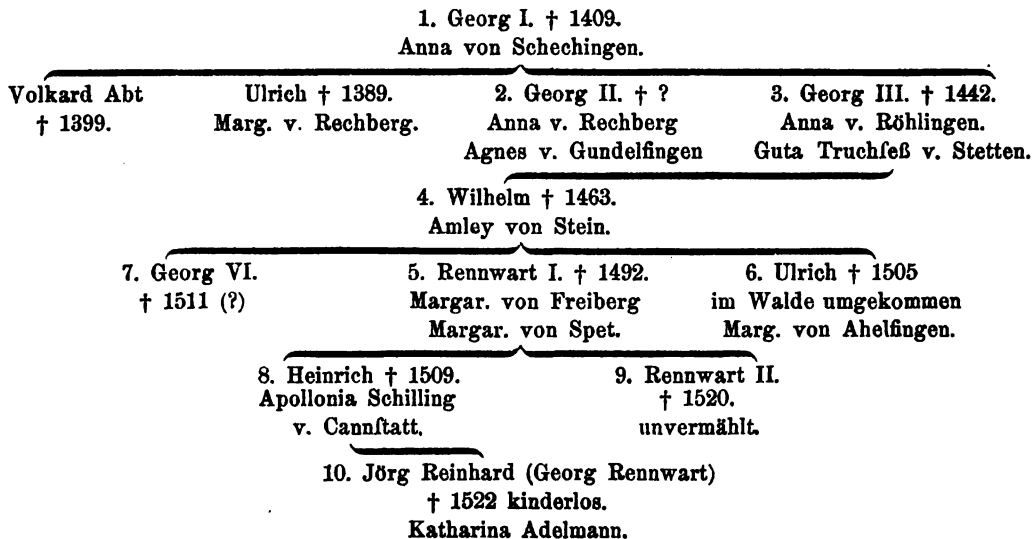 1. Georg I. † 1409.
Anna von Schechingen.
Volkard Abt
† 1399.
Ulrich † 1389.
Marg. v. Rechberg.
2. Georg II. † ?
Anna v. Rechberg
Agnes v. Gundelfingen
3. Georg III. † 1442.
Anna v. Röhlingen.
Guta Truchſeß v. Stetten.
4. Wilhelm † 1463.
Amley von Stein.
7. Georg VI.
† 1511 (?)
5. Rennwart I. † 1492.
Margar. von Freiberg
Margar. von Spet.
6. Ulrich † 1505
im Walde umgekommen
Marg. von Ahelfingen.
8. Heinrich † 1509.
Apollonia Schilling
v. Cannſtatt.
9. Rennwart II.
† 1520.
unvermählt.
10. Jörg Reinhard (Georg Rennwart)
† 1522 kinderlos.
Katharina Adelmann.